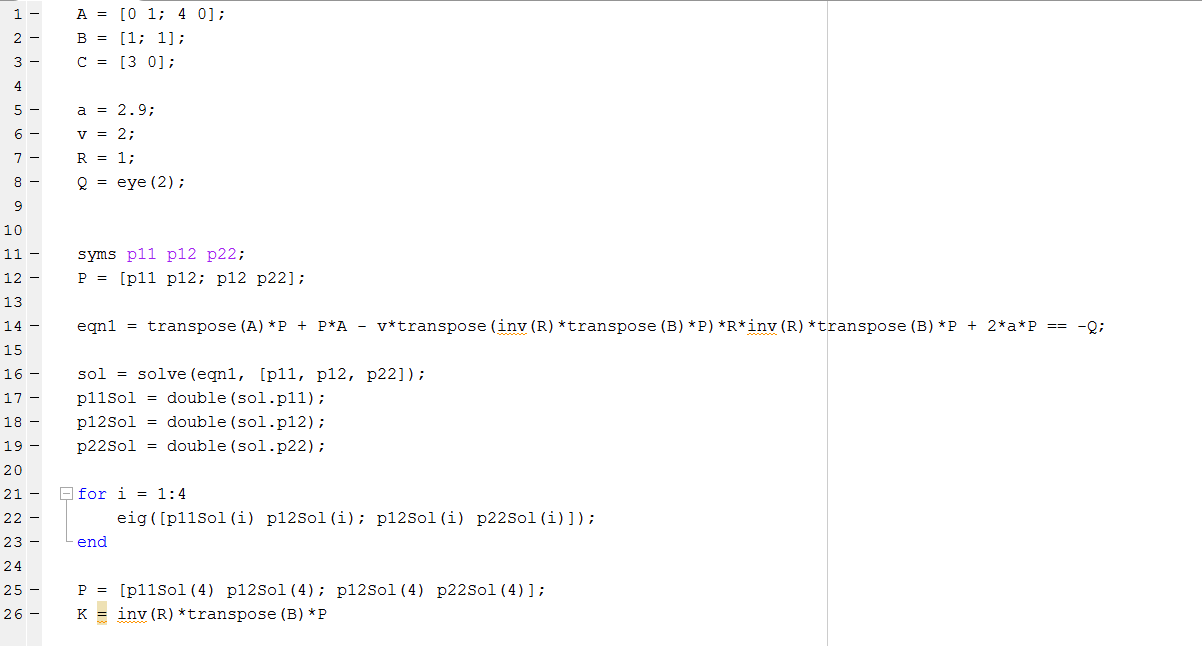 1 – A = [0 1; 4 0];
2 – B = [1; 1];
3 – C = [3 0];
4
5 – a = 2.9;
6 – v = 2;
7 – R = 1;
8 – Q = eye(2);
9
10
11 – syms p11 p12 p22;
12 – P = [p11 p12; p12 p22];
13
14 – eqn1 = transpose(A)*P + P*A - v*transpose(inv(R)*transpose(B)*P)*R*inv(R)*transpose(B)*P + 2*a*P == -Q;
15
16 – sol = solve(eqn1, [p11, p12, p22]);
17 – p11Sol = double(sol.p11);
18 – p12Sol = double(sol.p12);
19 – p22Sol = double(sol.p22);
20
21 – for i = 1:4
22 – eig([p11Sol(i) p12Sol(i); p12Sol(i) p22Sol(i)]);
23 – end
24
25 – P = [p11Sol(4) p12Sol(4); p12Sol(4) p22Sol(4)];
26 – K = inv(R)*transpose(B)*P